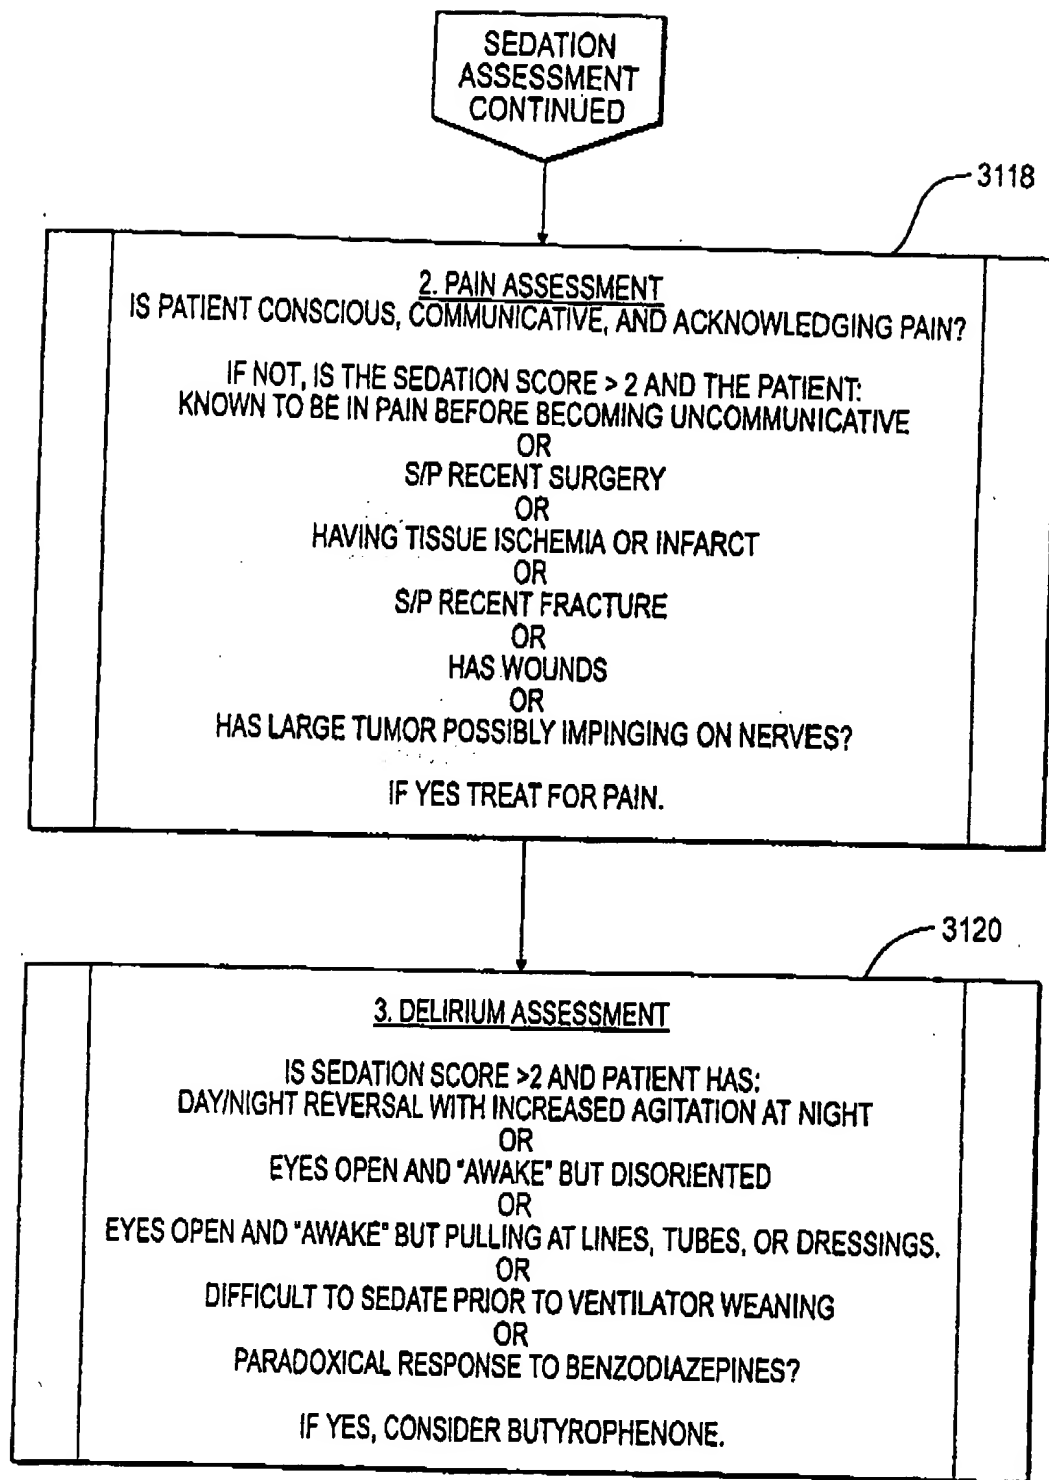 SEDATION
ASSESSMENT
CONTINUED
3118
2. PAIN ASSESSMENT
IS PATIENT CONSCIOUS, COMMUNICATIVE, AND ACKNOWLEDGING PAIN?
IF NOT, IS THE SEDATION SCORE > 2 AND THE PATIENT:
KNOWN TO BE IN PAIN BEFORE BECOMING UNCOMMUNICATIVE
OR
S/P RECENT SURGERY
OR
HAVING TISSUE ISCHEMIA OR INFARCT
OR
S/P RECENT FRACTURE
OR
HAS WOUNDS
OR
HAS LARGE TUMOR POSSIBLY IMPINGING ON NERVES?
IF YES TREAT FOR PAIN.
3120
3. DELIRIUM ASSESSMENT
IS SEDATION SCORE >2 AND PATIENT HAS:
DAY/NIGHT REVERSAL WITH INCREASED AGITATION AT NIGHT
OR
EYES OPEN AND "AWAKE" BUT DISORIENTED
OR
EYES OPEN AND "AWAKE" BUT PULLING AT LINES, TUBES, OR DRESSINGS.
OR
DIFFICULT TO SEDATE PRIOR TO VENTILATOR WEANING
OR
PARADOXICAL RESPONSE TO BENZODIAZEPINES?
IF YES, CONSIDER BUTYROPHENONE.